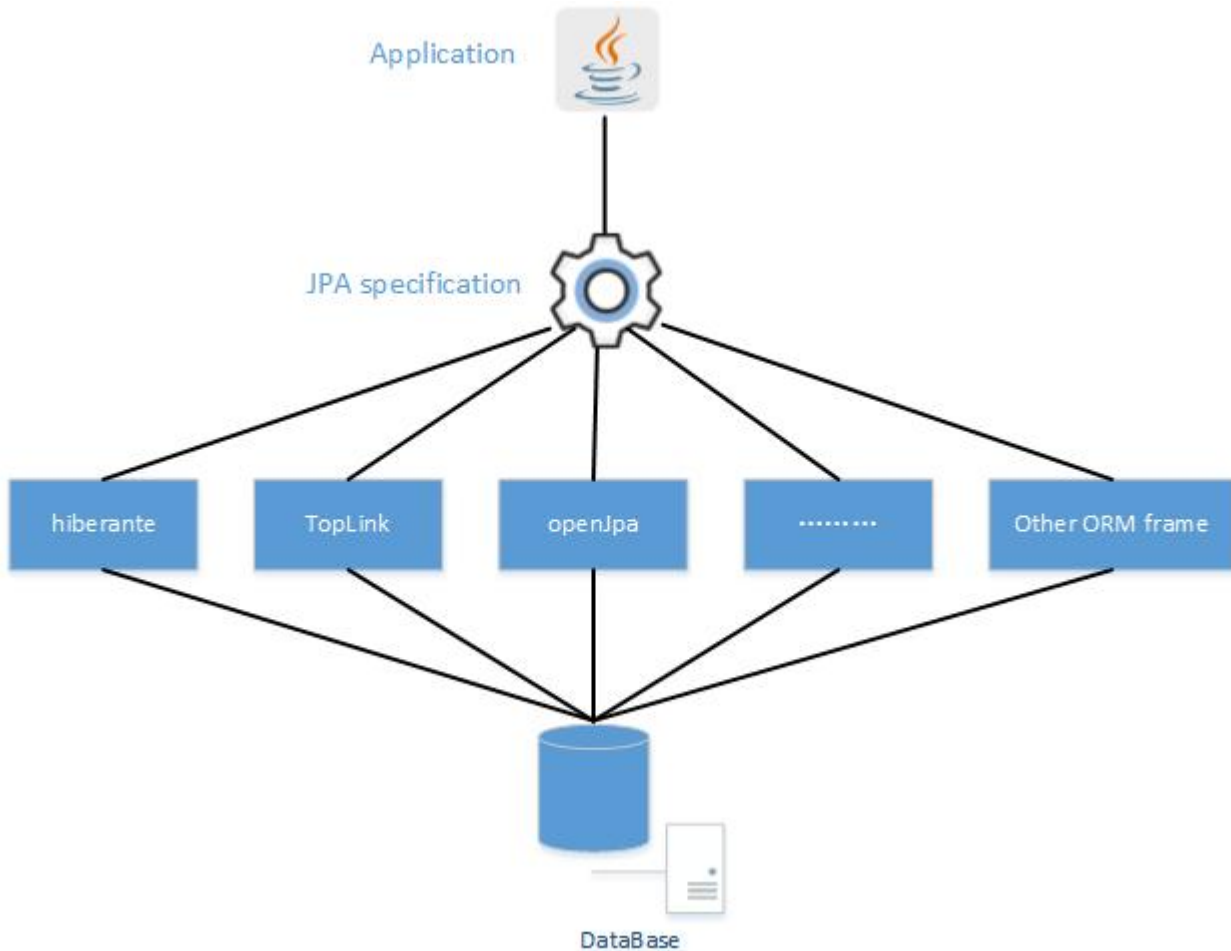 Application
JPA specification
hiberante
TopLink
openJpa
·········
Other ORM frame
DataBase